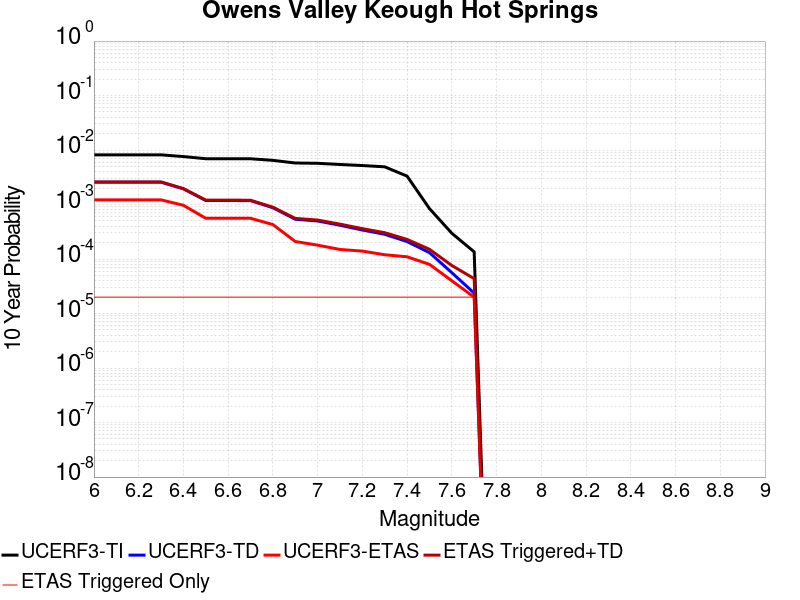 Owens Valley Keough Hot Springs
10^0
10^-1
10^-2
10^-3
10^-4
10^-5
10^-6
10^-7
10^-8
10 Year Probability
6 6.2 6.4 6.6 6.8 7 7.2 7.4 7.6 7.8 8 8.2 8.4 8.6 8.8 9
Magnitude
UCERF3-TI UCERF3-TD UCERF3-ETAS ETAS Triggered+TD
ETAS Triggered Only